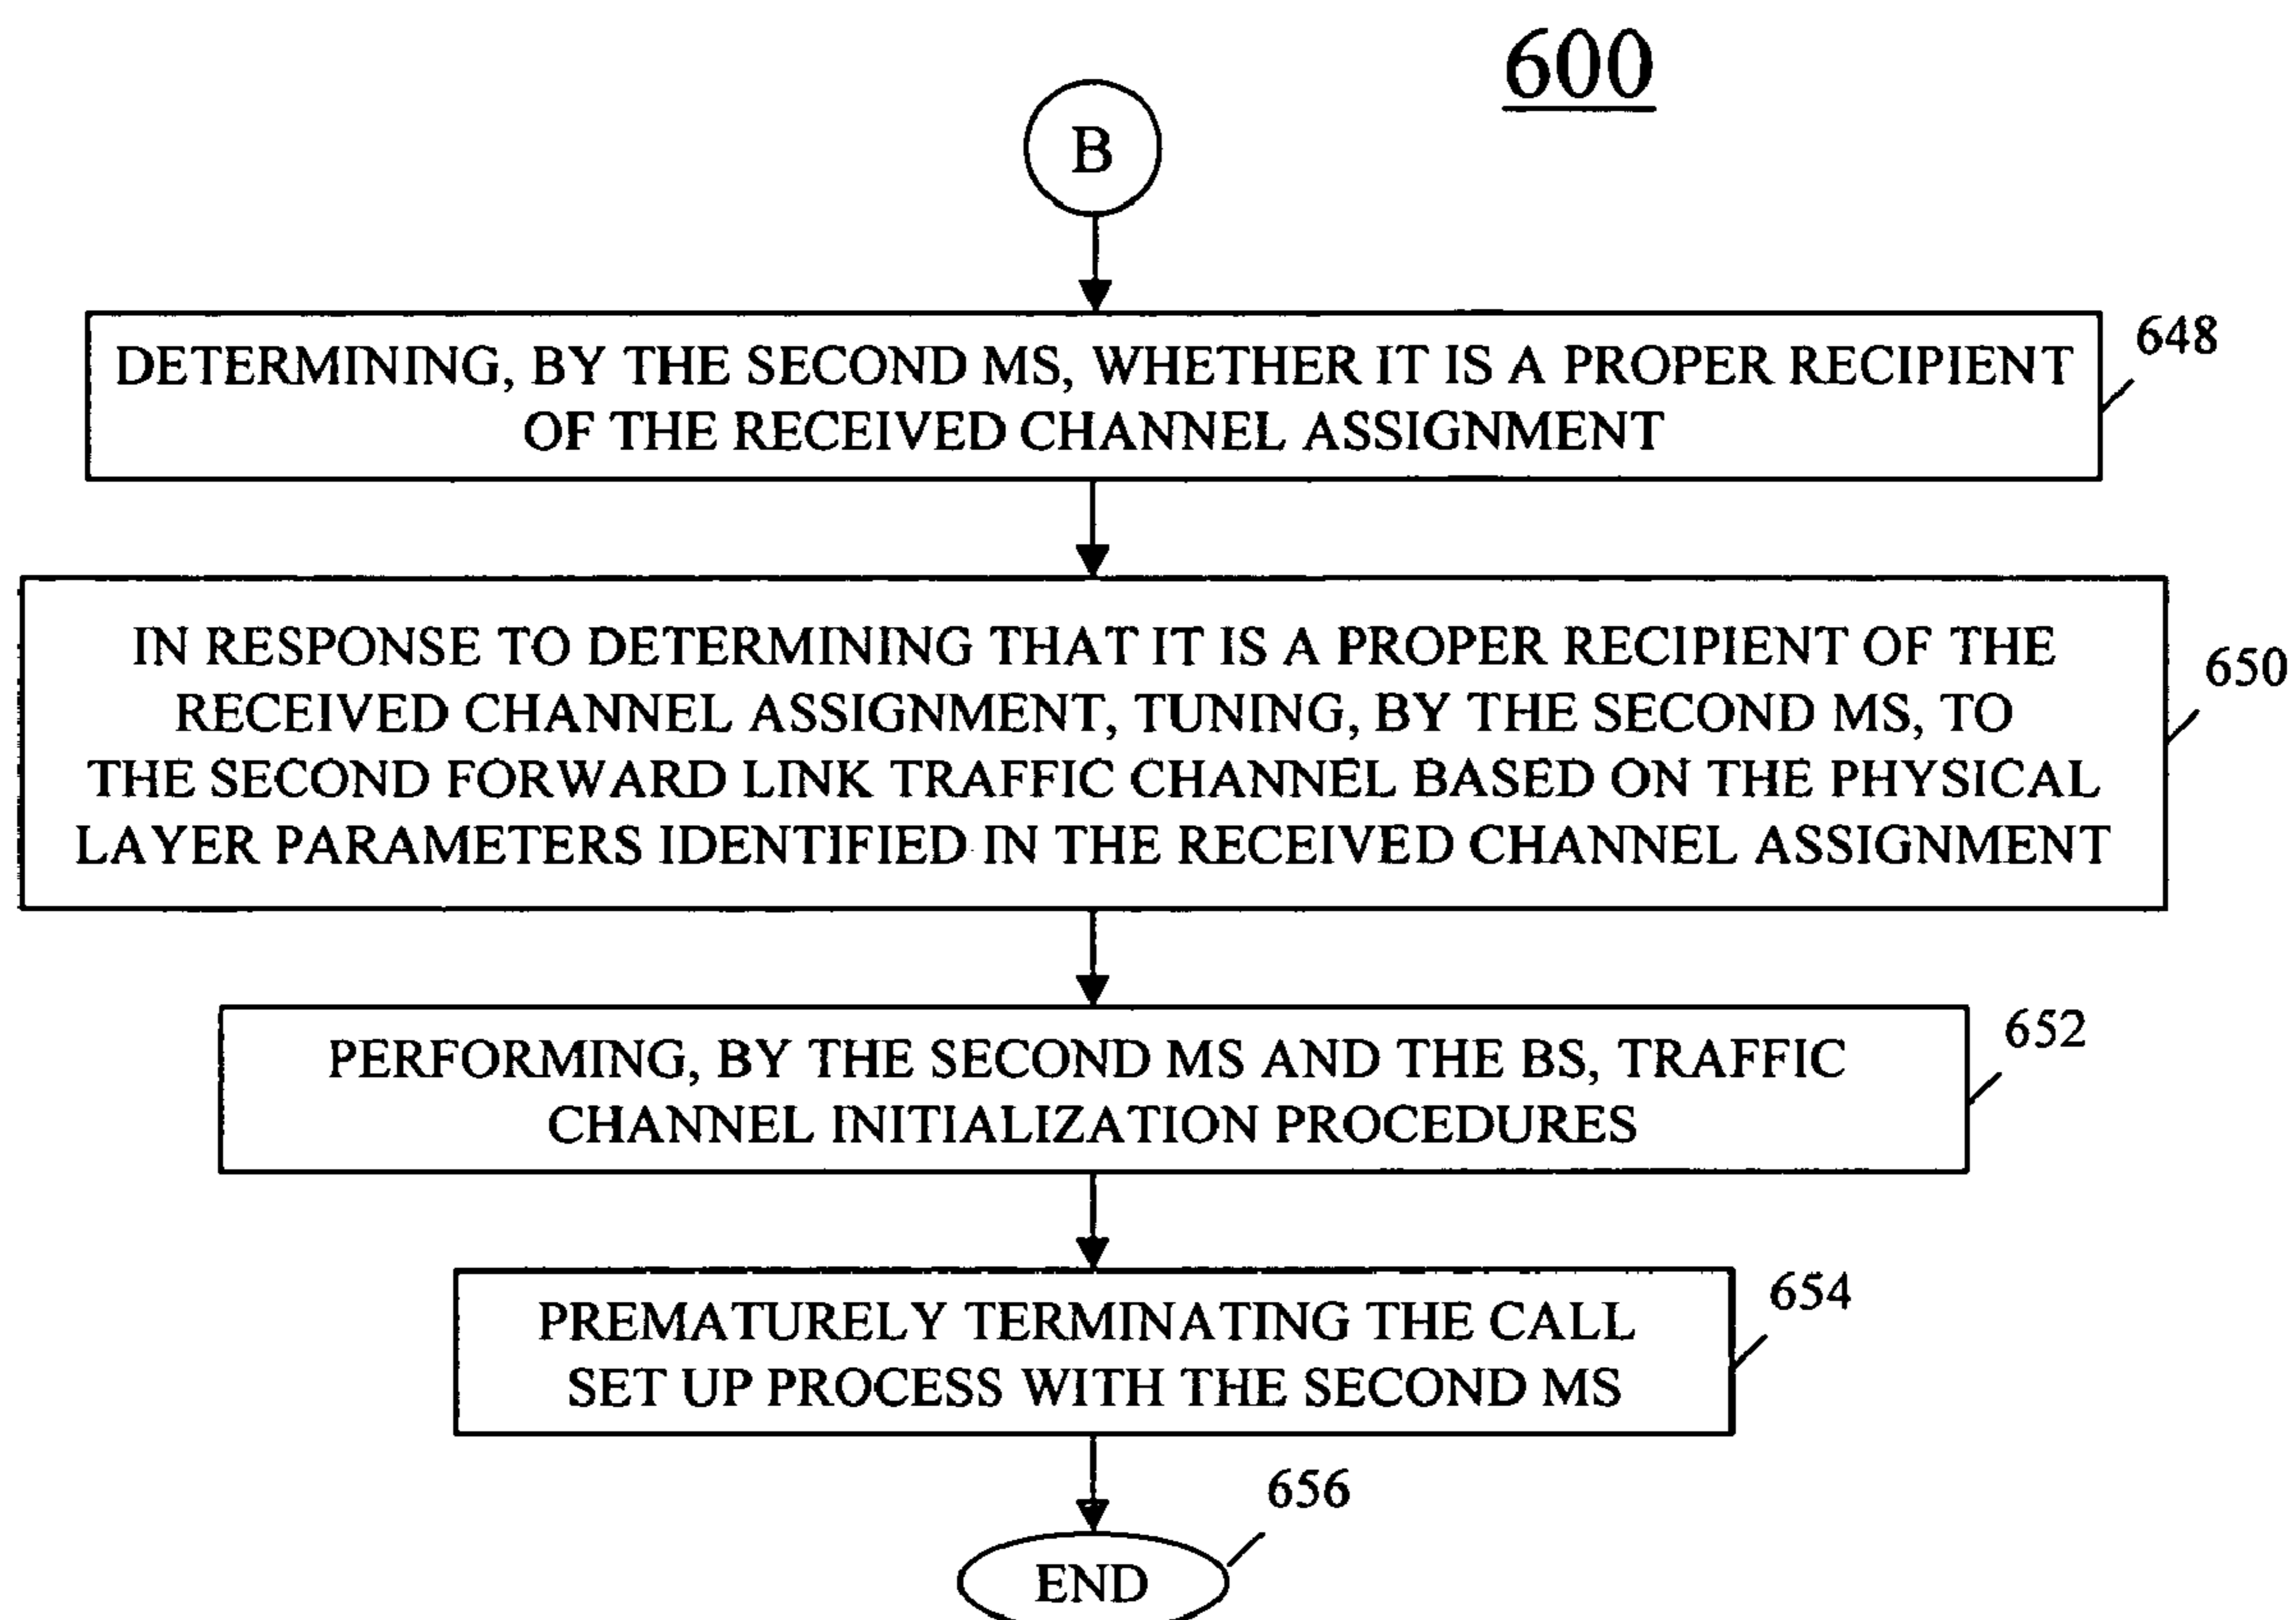 600
B
DETERMINING, BY THE SECOND MS, WHETHER IT IS A PROPER RECIPIENT
OF THE RECEIVED CHANNEL ASSIGNMENT
648
IN RESPONSE TO DETERMINING THAT IT IS A PROPER RECIPIENT OF THE
RECEIVED CHANNEL ASSIGNMENT, TUNING, BY THE SECOND MS, TO
THE SECOND FORWARD LINK TRAFFIC CHANNEL BASED ON THE PHYSICAL
LAYER PARAMETERS IDENTIFIED IN THE RECEIVED CHANNEL ASSIGNMENT
650
PERFORMING, BY THE SECOND MS AND THE BS, TRAFFIC
CHANNEL INITIALIZATION PROCEDURES
652
PREMATURELY TERMINATING THE CALL
SET UP PROCESS WITH THE SECOND MS
654
656
END